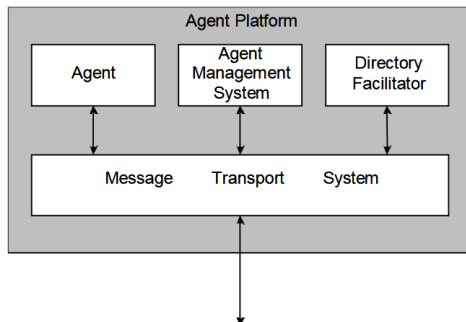 Agent Platform
Agent
Agent
Management
System
Directory
Facilitator
Message Transport System